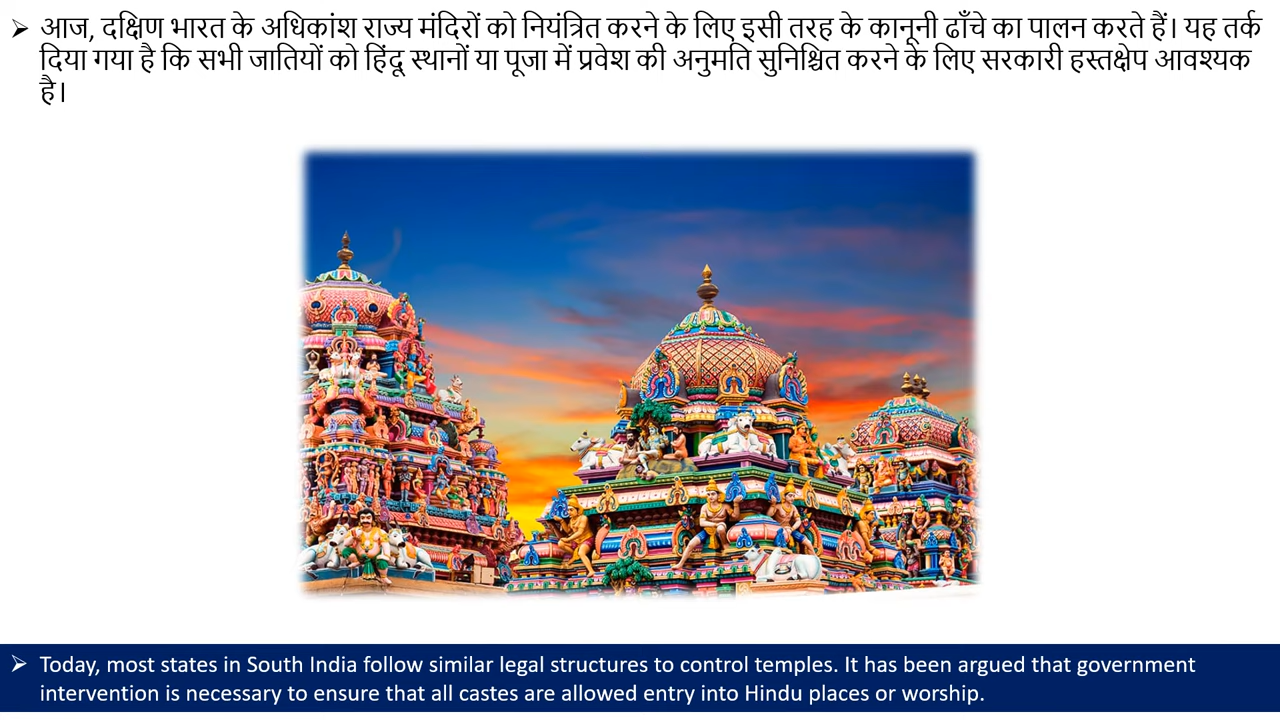 ➢ आज, दक्षिण भारत के अधिकांश राज्य मंदिरों को नियंत्रित करने के लिए इसी तरह के कानूनी ढाँचे का पालन करते हैं। यह तर्क
दिया गया है कि सभी जातियों को हिंदू स्थानों या पूजा में प्रवेश की अनुमति सुनिश्चित करने के लिए सरकारी हस्तक्षेप आवश्यक
है।
➢ Today, most states in South India follow similar legal structures to control temples. It has been argued that government
intervention is necessary to ensure that all castes are allowed entry into Hindu places or worship.